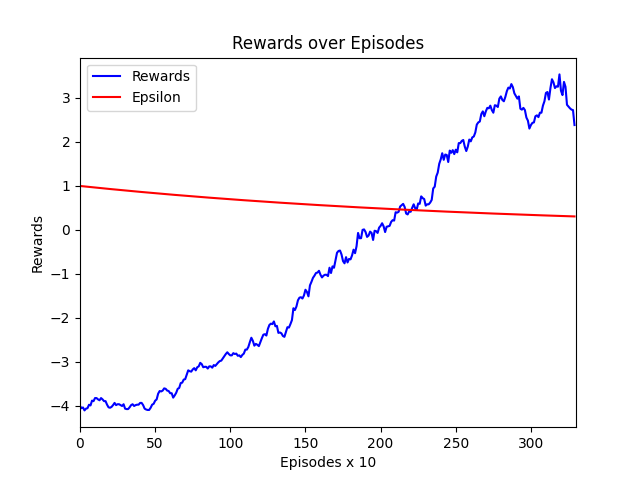 Rewards over Episodes
Rewards
Epsilon
3
2
1
0
−1
−2
−3
−4
Rewards
0 50 100 150 200 250 300
Episodes x 10